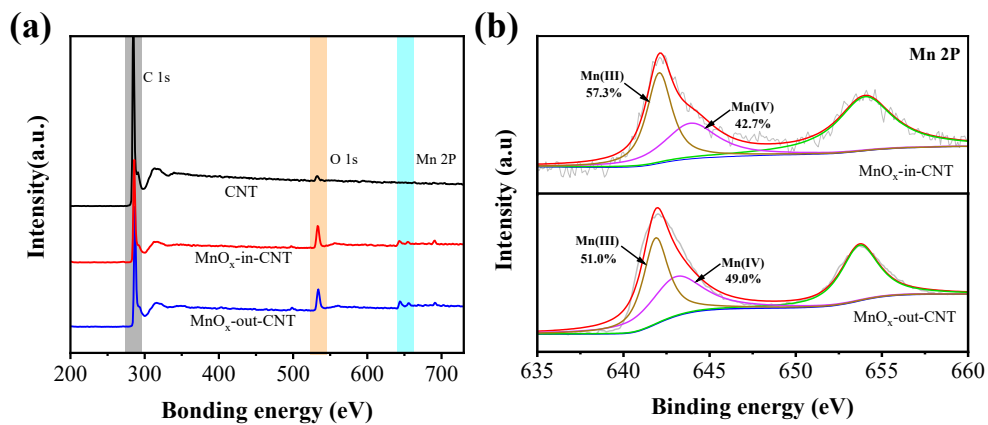 (a)
Intensity(a.u.)
C 1s
O 1s
Mn 2P
CNT
MnOx-in-CNT
MnOx-out-CNT
200 300 400 500 600 700
Bonding energy (eV)
(b)
Intensity (a.u)
Mn 2P
Mn(III)
57.3%
Mn(IV)
42.7%
MnOx-in-CNT
Mn(III)
51.0%
Mn(IV)
49.0%
MnOx-out-CNT
635 640 645 650 655 660
Binding energy (eV)